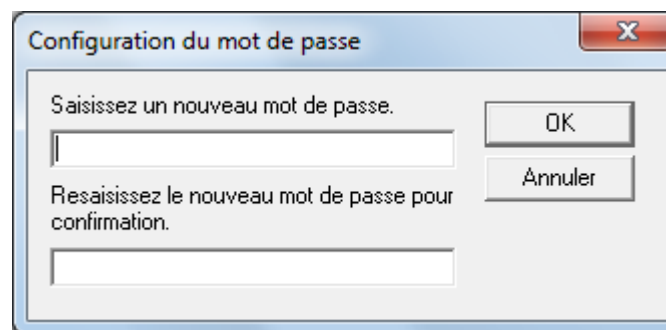 Configuration du mot de passe
Saisissez un nouveau mot de passe.
OK
Annuler
Resaisissez le nouveau mot de passe pour
confirmation.